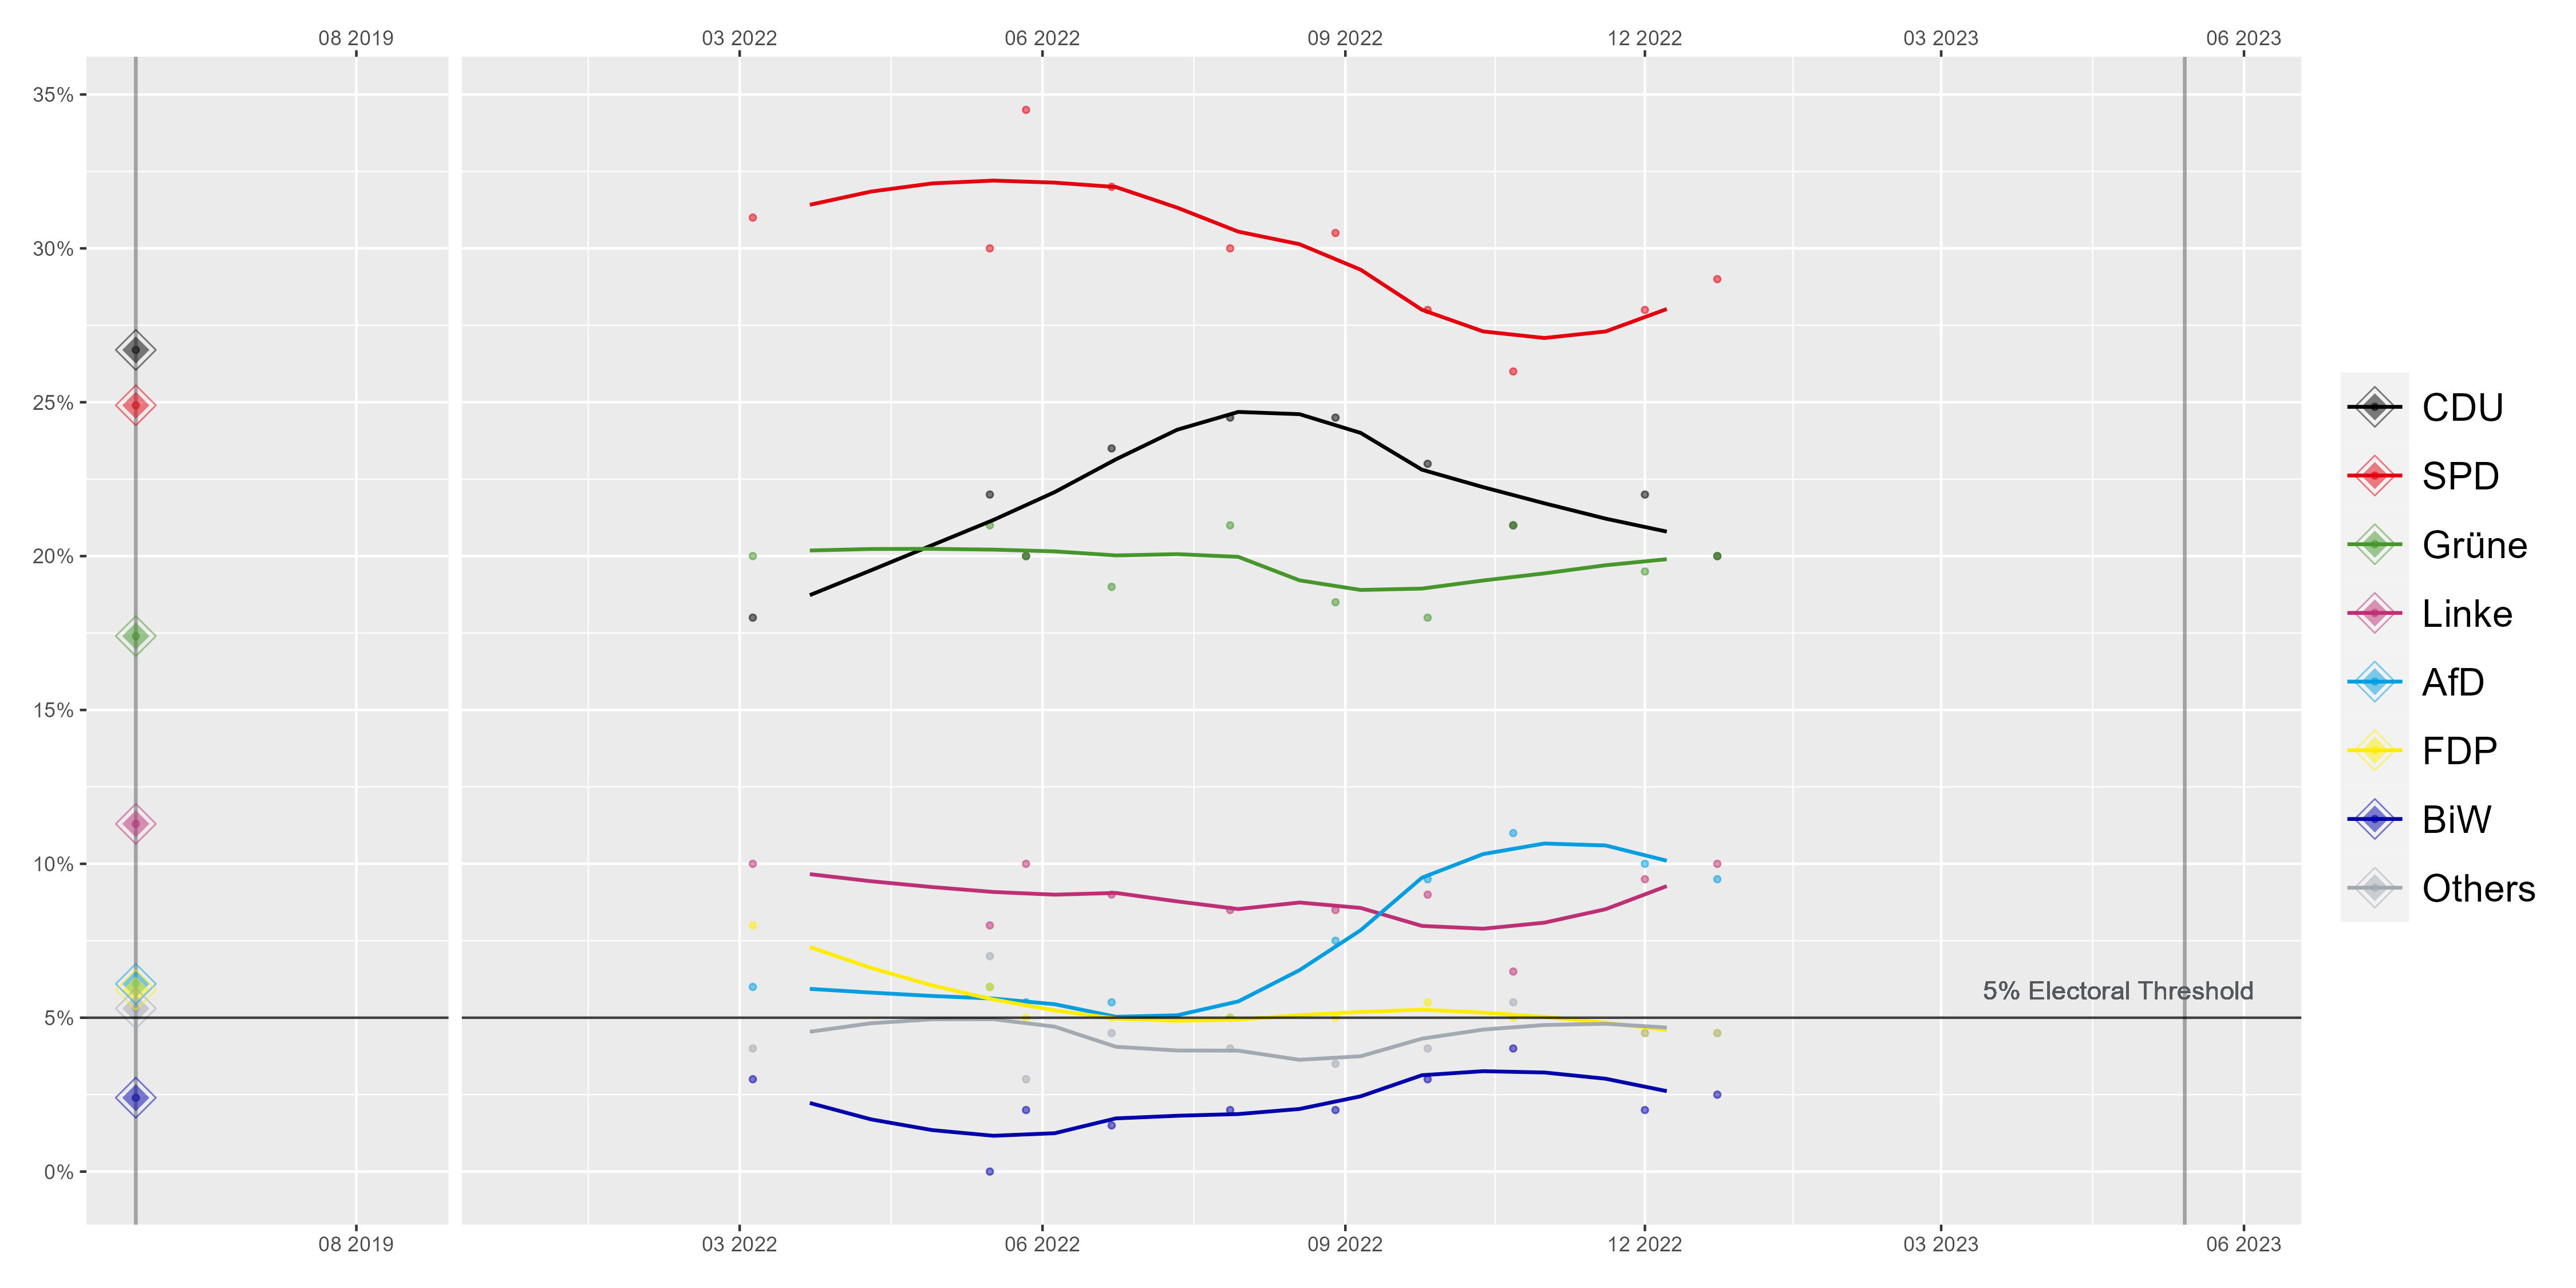 08 2019 03 2022 06 2022 09 2022 12 2022 03 2023 06 2023
35%
30%
25%
20%
15%
10%
5%
0%
5% Electoral Threshold
08 2019 03 2022 06 2022 09 2022 12 2022 03 2023 06 2023
CDU
SPD
Grüne
Linke
AfD
FDP
BiW
Others